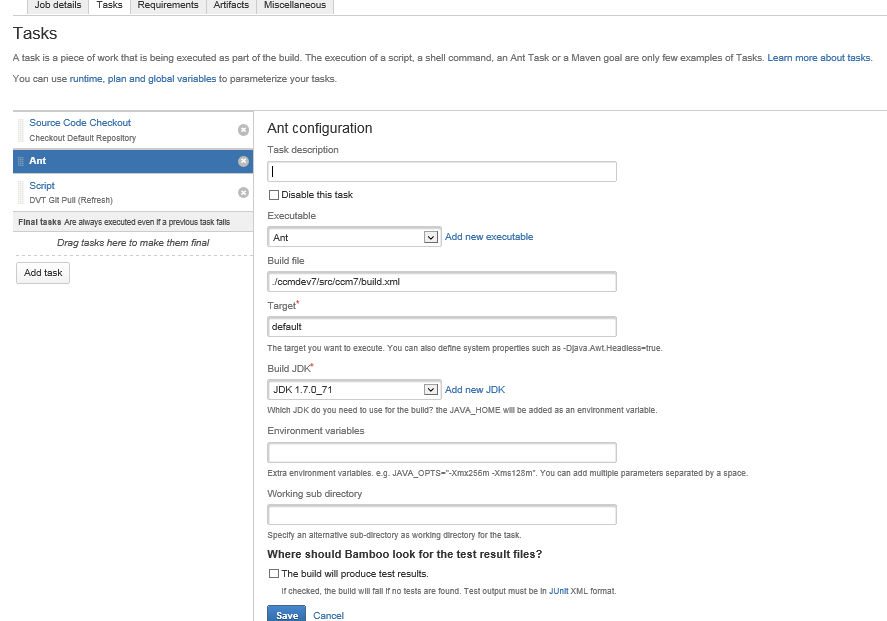 Job details Tasks Requirements Artifacts Miscellaneous
Tasks
A task is a piece of work that is being executed as part of the build. The execution of a script, a shell command, an Ant Task or a Maven goal are only few examples of Tasks. Learn more about tasks.
You can use runtime, plan and global variables to parameterize your tasks.
Source Code Checkout
Checkout Default Repository
Ant
Script
DVT Git Pull (Refresh)
Final tasks Are always executed even if a previous task fails
Drag tasks here to make them final
Add task
Ant configuration
Task description
Disable this task
Executable
Ant Add new executable
Build file
./ccmdev7/src/ccm7/build.xml
Target*
default
The target you want to execute. You can also define system properties such as -Djava.Awt.Headless=true.
Build JDK*
JDK 1.7.0_71 Add new JDK
Which JDK do you need to use for the build? the JAVA_HOME will be added as an environment variable.
Environment variables
Extra environment variables. e.g. JAVA_OPTS="-Xmx256m -Xms128m". You can add multiple parameters separated by a space.
Working sub directory
Specify an alternative sub-directory as working directory for the task.
Where should Bamboo look for the test result files?
The build will produce test results.
If checked, the build will fail if no tests are found. Test output must be in JUnit XML format.
Save Cancel